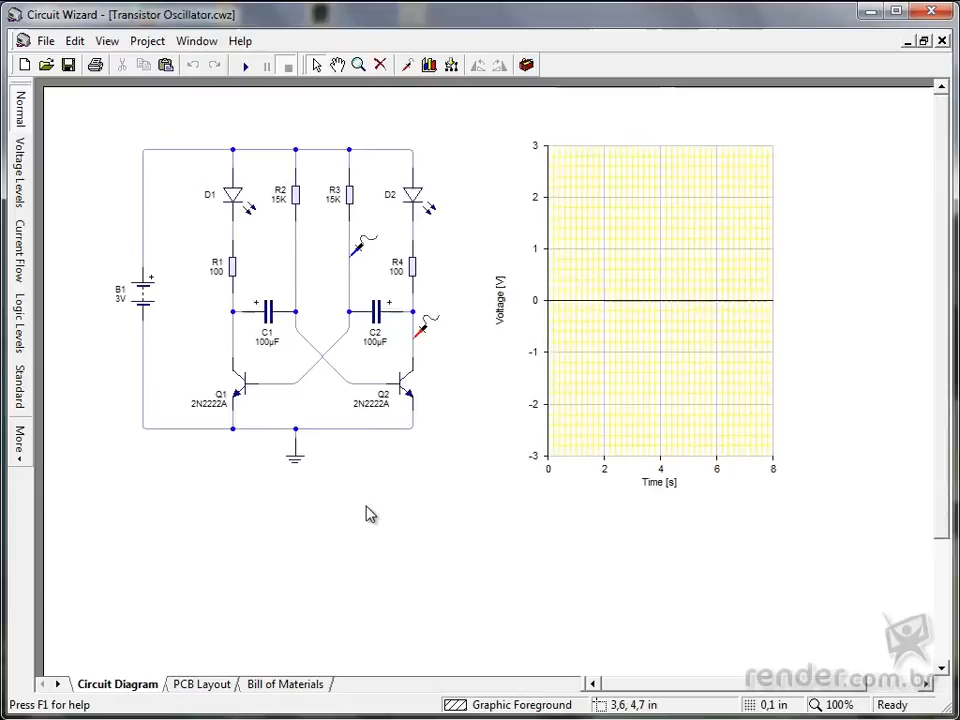 Circuit Wizard - [Transistor Oscillator.cwz]
File Edit View Project Window Help
Normal
Voltage Levels
Current Flow
Logic Levels
Standard
More
D1
R2
15K
R3
15K
D2
R1
100
R4
100
B1
3V
+
+
+
C1
100µF
C2
100µF
Q1
2N2222A
Q2
2N2222A
Voltage [V]
3
2
1
0
-1
-2
-3
0 2 4 6 8
Time [s]
render.com.br
Circuit Diagram PCB Layout Bill of Materials
Press F1 for help Graphic Foreground 3,6, 4,7 in 0,1 in 100% Ready